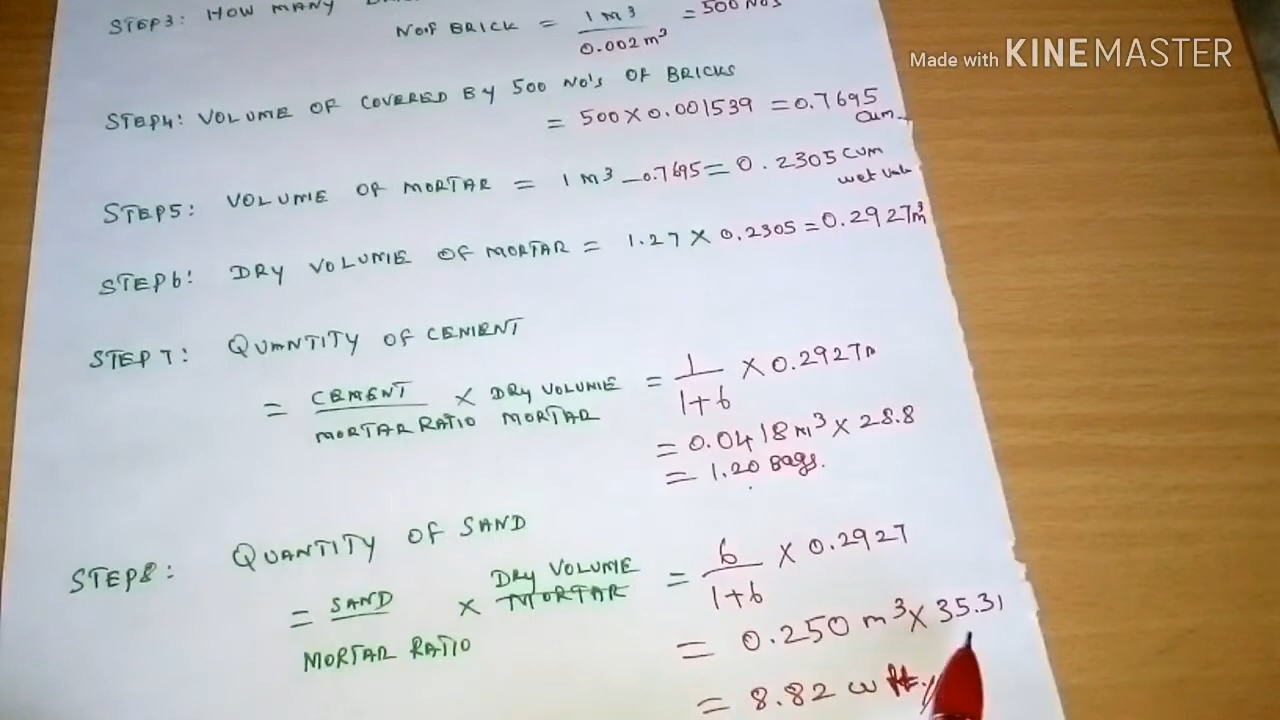 Made with KINEMASTER
STEP3: HOW MANY
NO.F BRICK = 1 m³ / 0.002 m³ = 500 NOS
STEP4: VOLUME OF COVERED BY 500 NO'S OF BRICKS
= 500 X 0.001539 = 0.7695
Cum
STEP5: VOLUME OF MORTAR = 1 m³ - 0.7695 = 0.2305 CUM
wet
STEP6: DRY VOLUME OF MORTAR = 1.27 X 0.2305 = 0.2927m³
STEP 7: QUANTITY OF CEMENT
= CEMENT / MORTAR RATIO X DRY VOLUME MORTAR = 1 / 1+6 X 0.2927m
= 0.0418 m³ X 28.8
= 1.20 Bags.
STEP8: QUANTITY OF SAND
= SAND / MORTAR RATIO X DRY VOLUME MORTAR = 6 / 1+6 X 0.2927
= 0.250 m³ X 35.31
= 8.82 cu ft